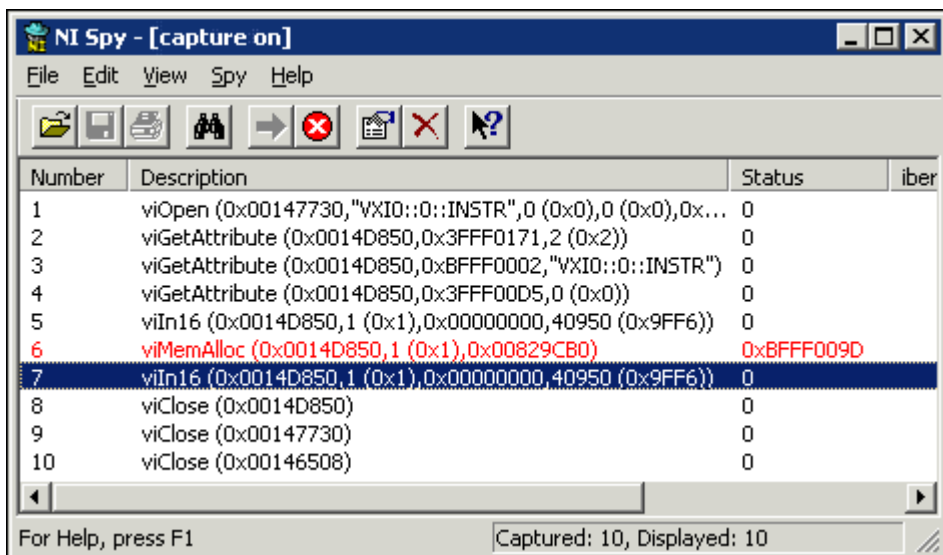 NI Spy - [capture on]
File Edit View Spy Help
Number Description Status iber
1 viOpen (0x00147730,"VXI0::0::INSTR",0 (0x0),0 (0x0),0x... 0
2 viGetAttribute (0x0014D850,0x3FFF0171,2 (0x2)) 0
3 viGetAttribute (0x0014D850,0xBFFF0002,"VXI0::0::INSTR") 0
4 viGetAttribute (0x0014D850,0x3FFF00D5,0 (0x0)) 0
5 viIn16 (0x0014D850,1 (0x1),0x00000000,40950 (0x9FF6)) 0
6 viMemAlloc (0x0014D850,1 (0x1),0x00829CB0) 0xBFFF009D
7 viIn16 (0x0014D850,1 (0x1),0x00000000,40950 (0x9FF6)) 0
8 viClose (0x0014D850) 0
9 viClose (0x00147730) 0
10 viClose (0x00146508) 0
For Help, press F1 Captured: 10, Displayed: 10